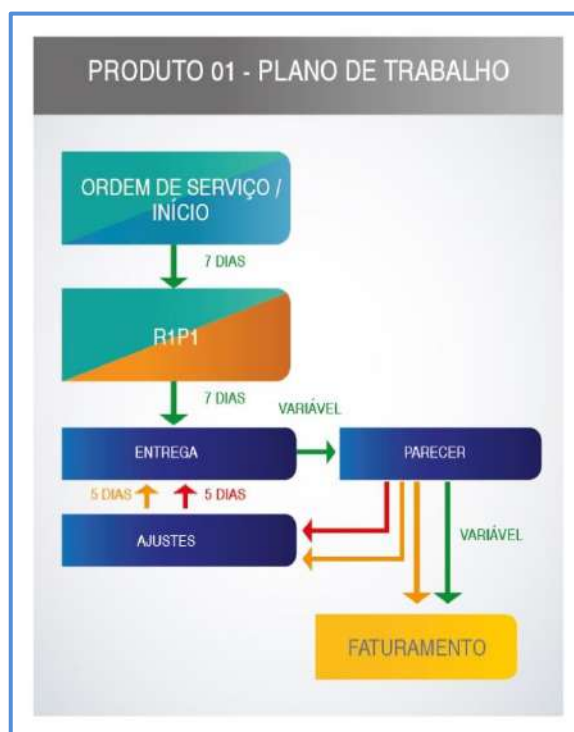 PRODUTO 01 - PLANO DE TRABALHO
ORDEM DE SERVIÇO /
INÍCIO
7 DIAS
R1P1
7 DIAS
VARIÁVEL
ENTREGA
PARECER
5 DIAS
5 DIAS
AJUSTES
VARIÁVEL
FATURAMENTO